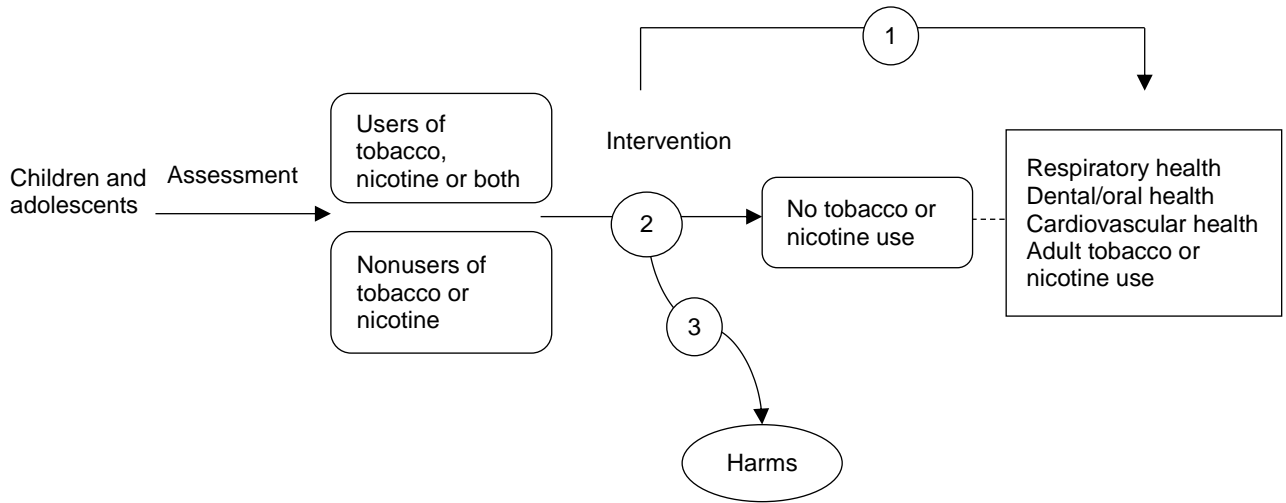 1
Users of
tobacco,
nicotine or both
Intervention
Children and
adolescents
Assessment
Respiratory health
Dental/oral health
Cardiovascular health
Adult tobacco or
nicotine use
2
No tobacco or
nicotine use
Nonusers of
tobacco or
nicotine
3
Harms